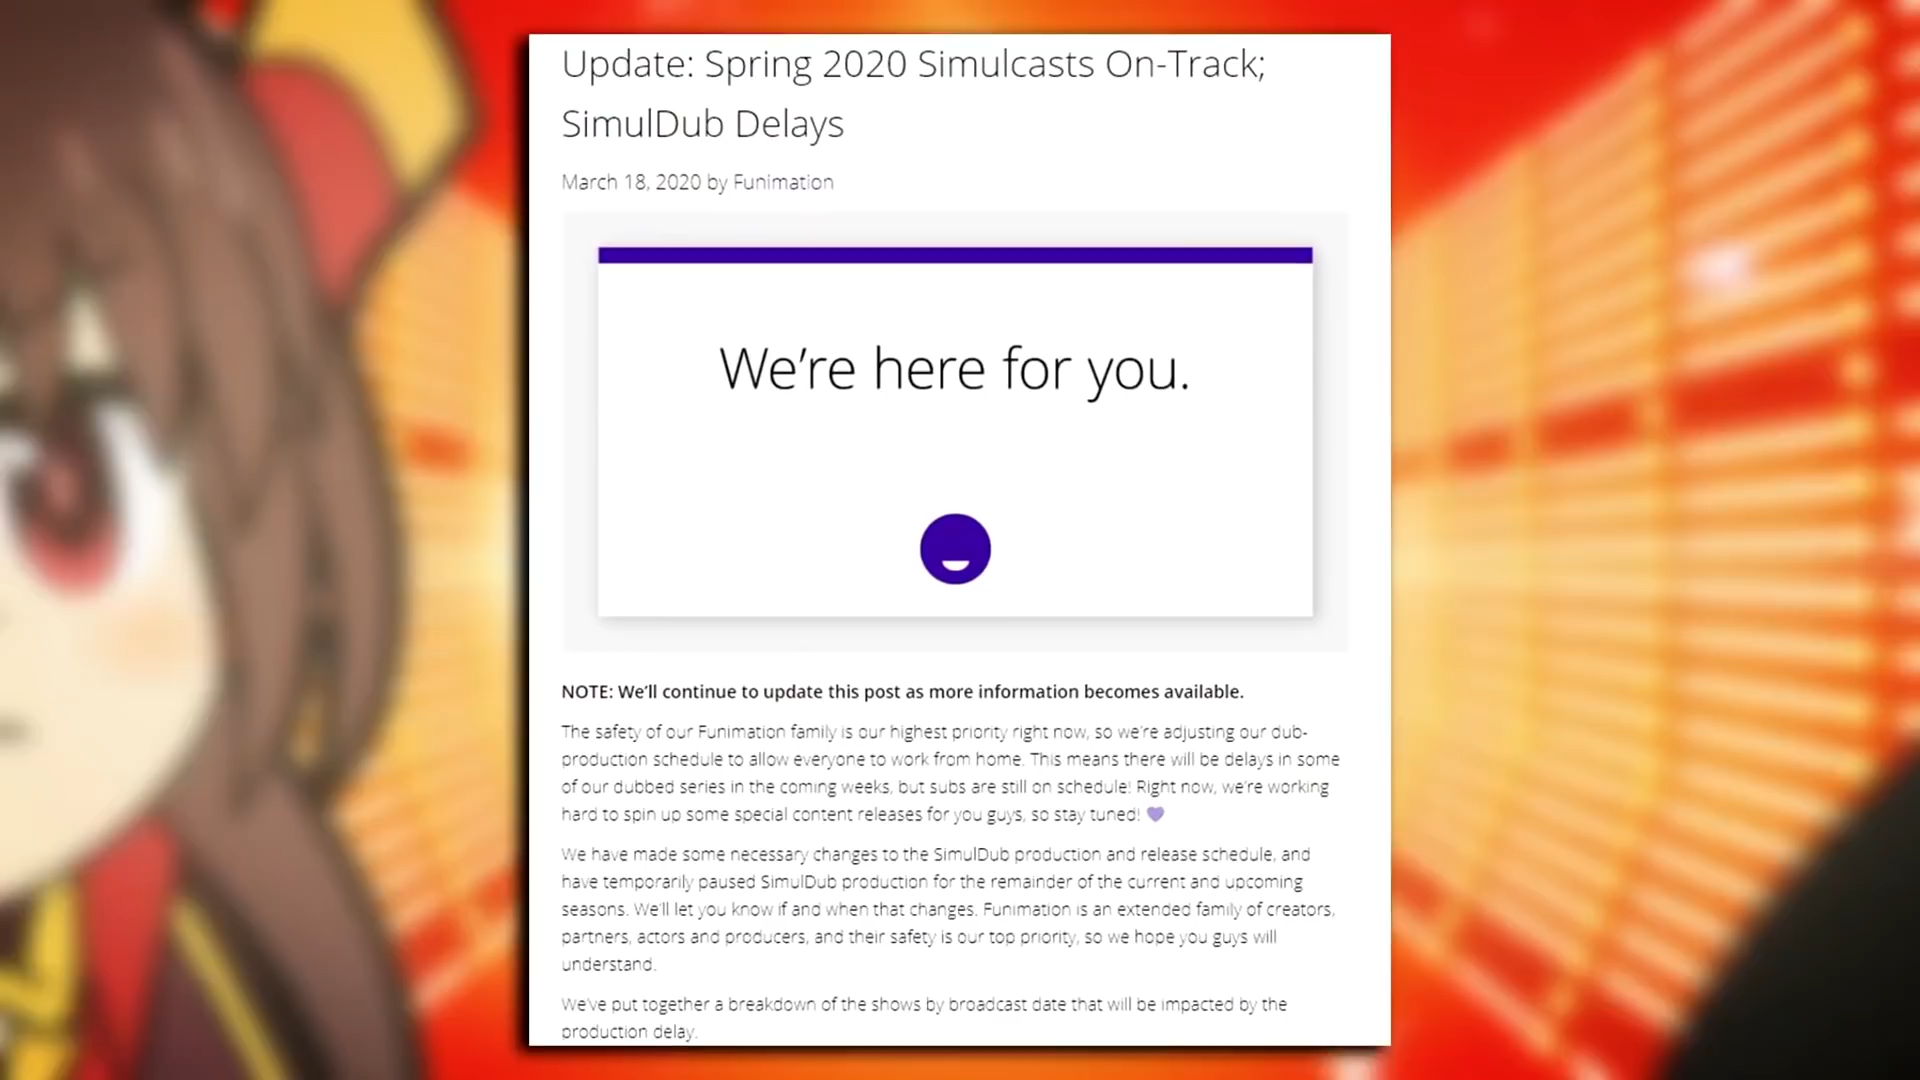 Update: Spring 2020 Simulcasts On-Track;
SimulDub Delays
March 18, 2020 by Funimation
We're here for you.
NOTE: We'll continue to update this post as more information becomes available.
The safety of our Funimation family is our highest priority right now, so we're adjusting our dub-
production schedule to allow everyone to work from home. This means there will be delays in some
of our dubbed series in the coming weeks, but subs are still on schedule! Right now, we're working
hard to spin up some special content releases for you guys, so stay tuned! 💜
We have made some necessary changes to the SimulDub production and release schedule, and
have temporarily paused SimulDub production for the remainder of the current and upcoming
seasons. We'll let you know if and when that changes. Funimation is an extended family of creators,
partners, actors and producers, and their safety is our top priority, so we hope you guys will
understand.
We've put together a breakdown of the shows by broadcast date that will be impacted by the
production delay.